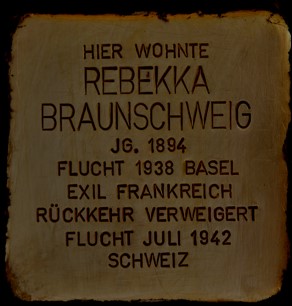 HIER WOHNTE
REBEKKA
BRAUNSCHWEIG
JG. 1894
FLUCHT 1938 BASEL
EXIL FRANKREICH
RÜCKKEHR VERWEIGERT
FLUCHT JULI 1942
SCHWEIZ